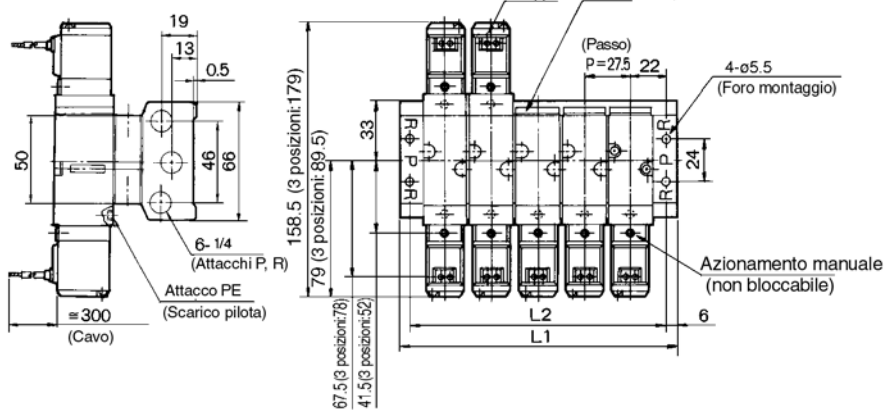 19
13
0.5
50
46
66
6- 1/4
(Attacchi P, R)
Attacco PE
(Scarico pilota)
≅300
(Cavo)
158.5 (3 posizioni:179)
79 (3 posizioni: 89.5)
67.5 (3 posizioni:78)
41.5 (3 posizioni:52)
33
(Passo)
P=27.5
22
4-ø5.5
(Foro montaggio)
24
R
P
R
R
P
R
Azionamento manuale
(non bloccabile)
L2
6
L1